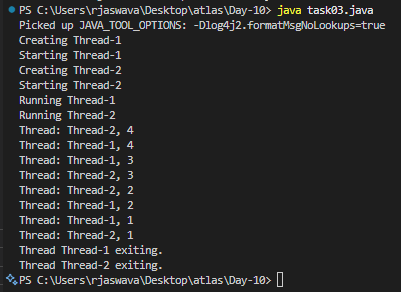 PS C:\Users\rjaswava\Desktop\atlas\Day-10> java task03.java
Picked up JAVA_TOOL_OPTIONS: -Dlog4j2.formatMsgNoLookups=true
Creating Thread-1
Starting Thread-1
Creating Thread-2
Starting Thread-2
Running Thread-1
Running Thread-2
Thread: Thread-2, 4
Thread: Thread-1, 4
Thread: Thread-1, 3
Thread: Thread-2, 3
Thread: Thread-2, 2
Thread: Thread-1, 2
Thread: Thread-1, 1
Thread: Thread-2, 1
Thread Thread-1 exiting.
Thread Thread-2 exiting.
PS C:\Users\rjaswava\Desktop\atlas\Day-10>